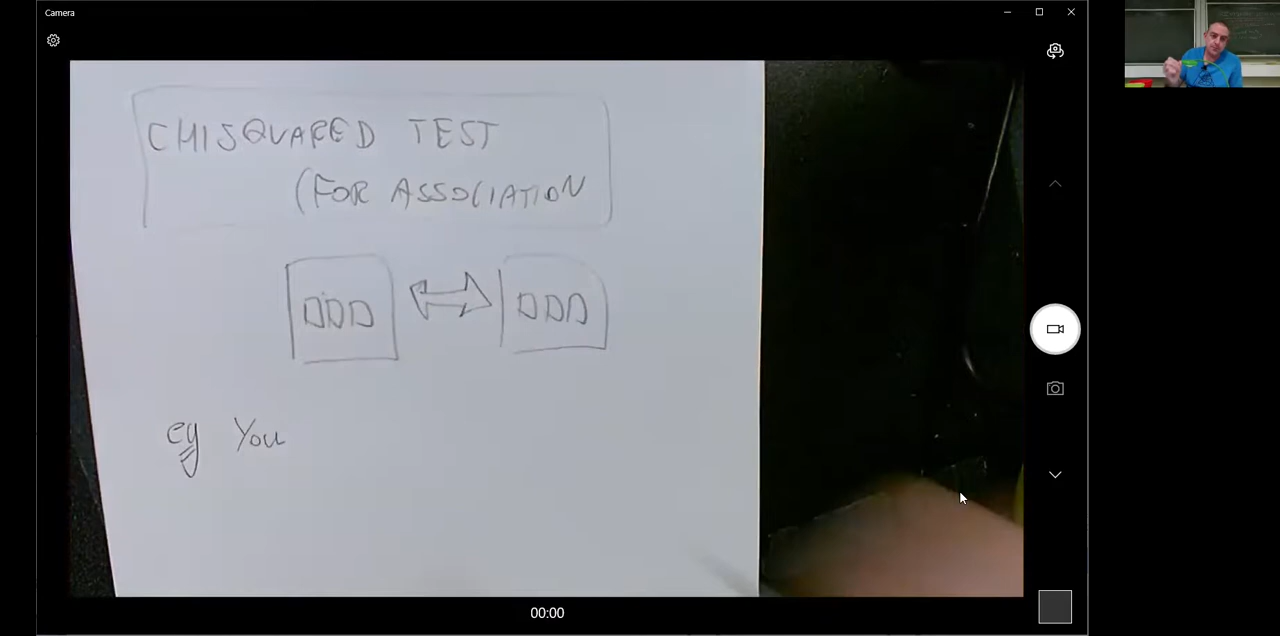 Camera
CHISQUARED TEST
(FOR ASSOCIATION
DDD DDD
eg You
00:00